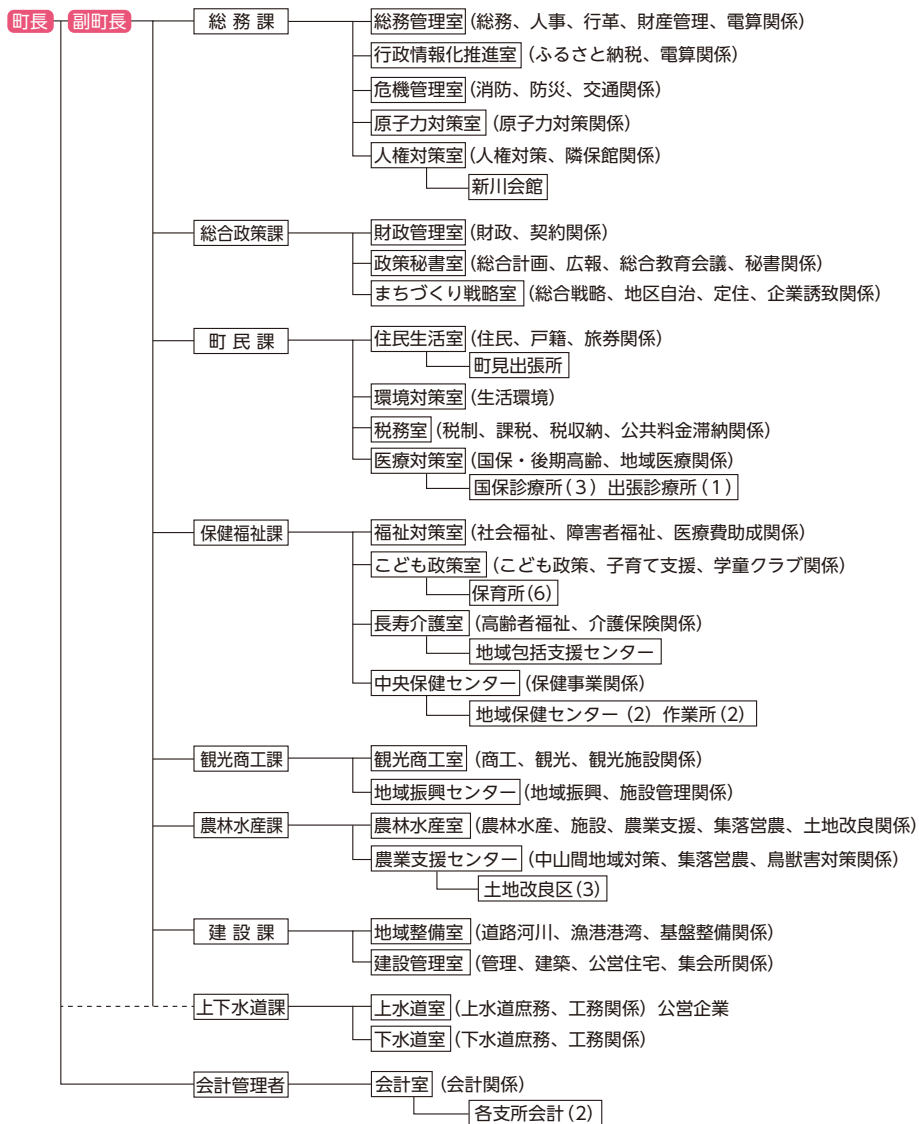 町長 副町長 総務課 総務管理室 (総務、人事、行革、財産管理、電算関係)
行政情報化推進室 (ふるさと納税、電算関係)
危機管理室 (消防、防災、交通関係)
原子力対策室 (原子力対策関係)
人権対策室 (人権対策、隣保館関係)
新川会館
総合政策課 財政管理室 (財政、契約関係)
政策秘書室 (総合計画、広報、総合教育会議、秘書関係)
まちづくり戦略室 (総合戦略、地区自治、定住、企業誘致関係)
町民課 住民生活室 (住民、戸籍、旅券関係)
町見出張所
環境対策室 (生活環境)
税務室 (税制、課税、税収納、公共料金滞納関係)
医療対策室 (国保・後期高齢、地域医療関係)
国保診療所(3) 出張診療所(1)
保健福祉課 福祉対策室 (社会福祉、障害者福祉、医療費助成関係)
こども政策室 (こども政策、子育て支援、学童クラブ関係)
保育所(6)
長寿介護室 (高齢者福祉、介護保険関係)
地域包括支援センター
中央保健センター (保健事業関係)
地域保健センター (2) 作業所(2)
観光商工課 観光商工室 (商工、観光、観光施設関係)
地域振興センター (地域振興、施設管理関係)
農林水産課 農林水産室 (農林水産、施設、農業支援、集落営農、土地改良関係)
農業支援センター (中山間地域対策、集落営農、鳥獣害対策関係)
土地改良区(3)
建設課 地域整備室 (道路河川、漁港港湾、基盤整備関係)
建設管理室 (管理、建築、公営住宅、集会所関係)
上下水道課 上水道室 (上水道庶務、工務関係) 公営企業
下水道室 (下水道庶務、工務関係)
会計管理者 会計室 (会計関係)
各支所会計(2)